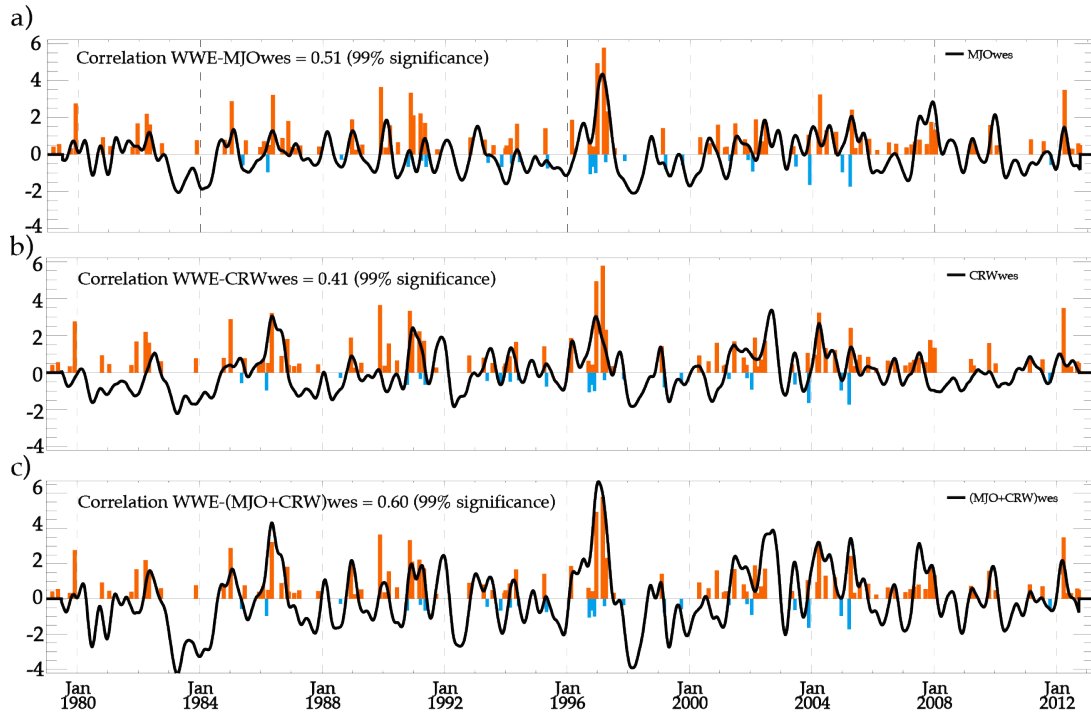 a)
Correlation WWE-MJOwes = 0.51 (99% significance)
MJOwes
6
4
2
0
-2
-4
b)
Correlation WWE-CRWwes = 0.41 (99% significance)
CRWwes
6
4
2
0
-2
-4
c)
Correlation WWE-(MJO+CRW)wes = 0.60 (99% significance)
(MJO+CRW)wes
6
4
2
0
-2
-4
Jan Jan Jan Jan Jan Jan Jan Jan Jan
1980 1984 1988 1992 1996 2000 2004 2008 2012